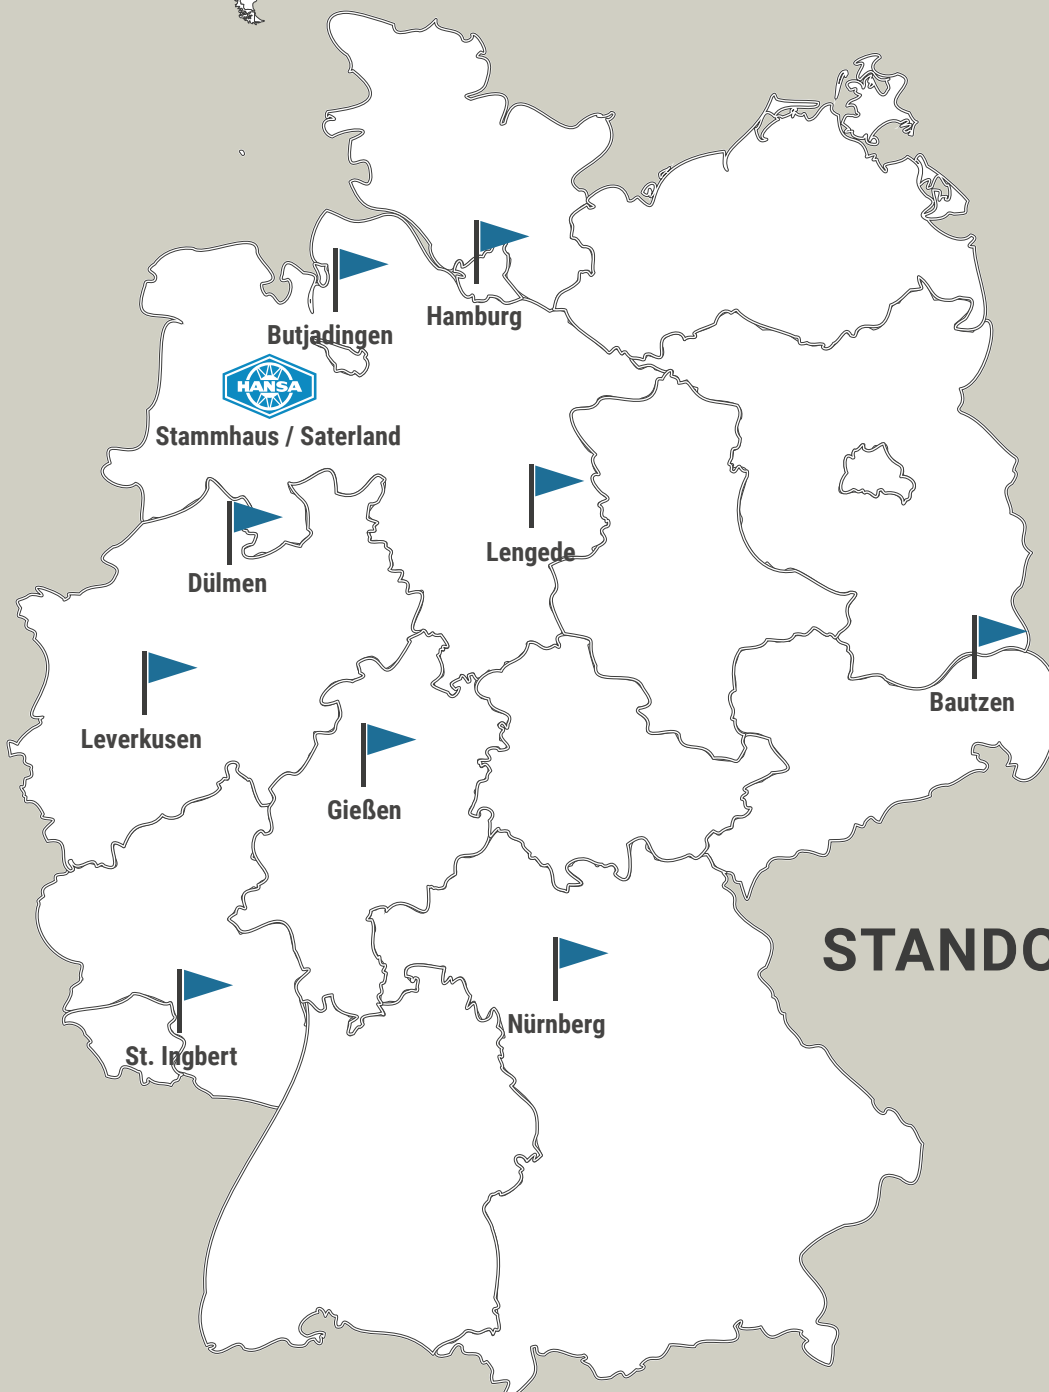 Hamburg
Butjadingen
HANSA
Stammhaus / Saterland
Lengede
Dülmen
Bautzen
Leverkusen
Gießen
STANDO
Nürnberg
St. Ingbert